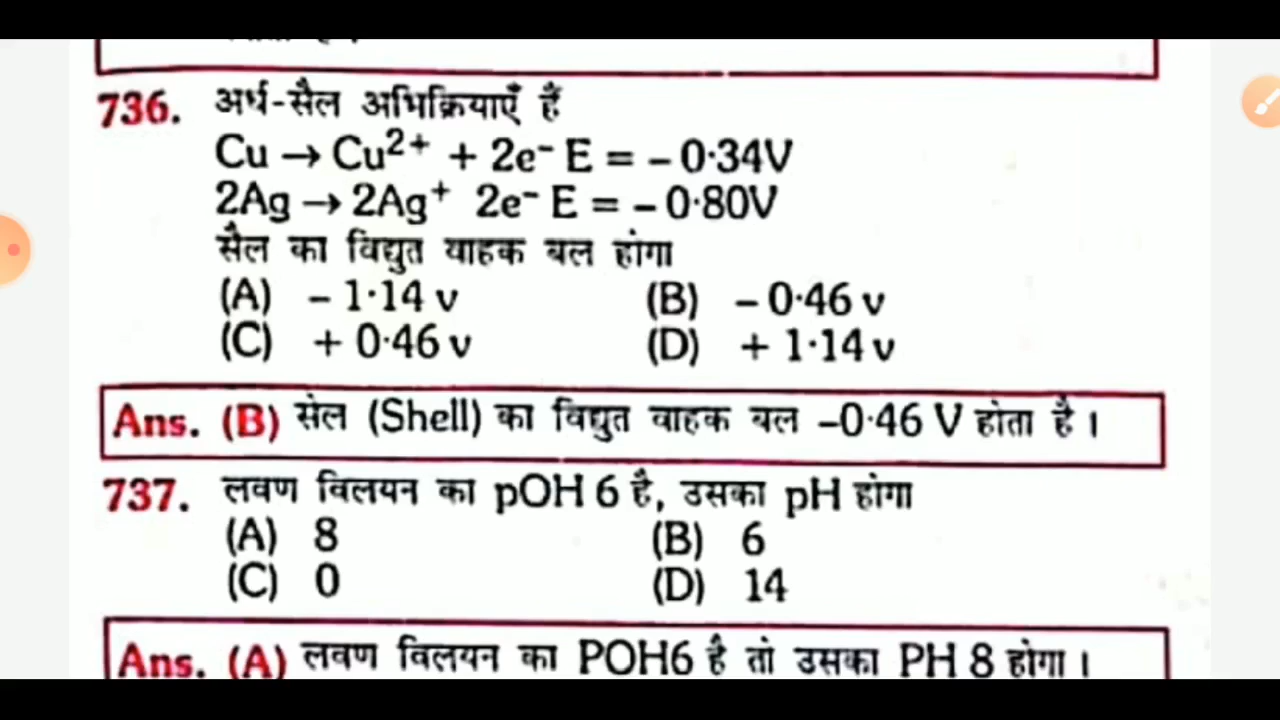 736. अर्ध-सैल अभिक्रियाएँ हैं
Cu → Cu²⁺ + 2e⁻ E = – 0·34V
2Ag → 2Ag⁺ 2e⁻ E = – 0·80V
सैल का विद्युत वाहक बल होगा
(A) – 1·14 v (B) – 0·46 v
(C) + 0·46 v (D) + 1·14 v
Ans. (B) सेल (Shell) का विद्युत वाहक बल –0·46 V होता है ।
737. लवण विलयन का pOH 6 है, उसका pH होगा
(A) 8 (B) 6
(C) 0 (D) 14
Ans. (A) लवण विलयन का POH6 है तो उसका PH 8 होगा ।